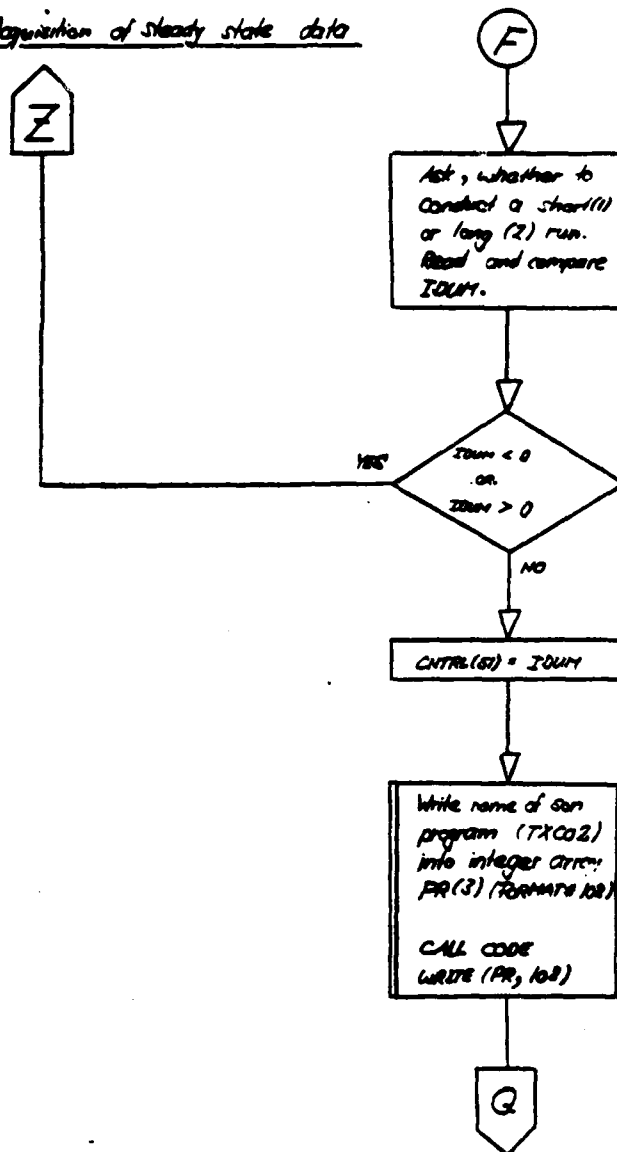 Acquisition of steady state data
F
Z
Ask, whether to
conduct a short(1)
or long (2) run.
Read and compare
IDUM.
YES
IDUM < 0
OR
IDUM > 0
NO
CNTRL(51) = IDUM
Write name of son
program (TXCO2)
into integer array
PR(3) (FORMAT# 108)
CALL CODE
WRITE (PR, 108)
Q